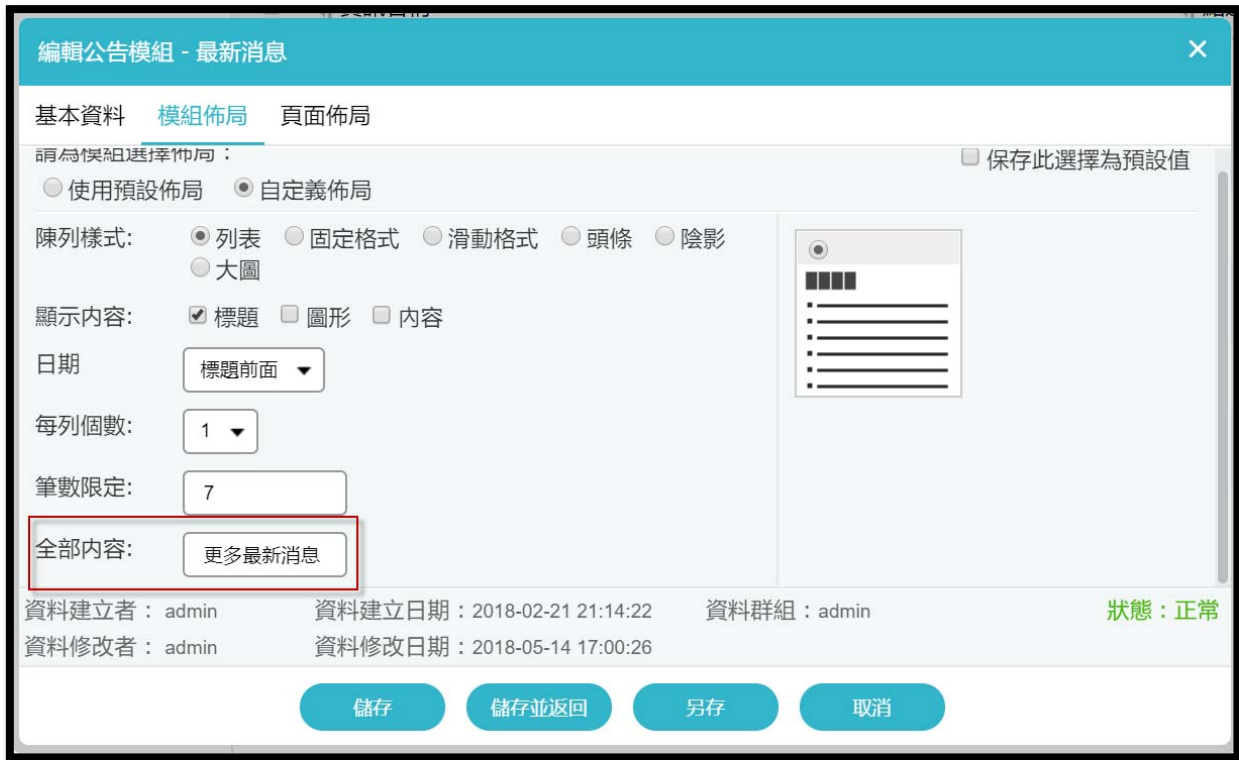 編輯公告模組 - 最新消息 ×
基本資料 模組佈局 頁面佈局
請為模組選擇佈局： 保存此選擇為預設值
使用預設佈局 自定義佈局
陳列樣式: 列表 固定格式 滑動格式 頭條 陰影
大圖
顯示內容: 標題 圖形 內容
日期 標題前面
每列個數: 1
筆數限定: 7
全部內容: 更多最新消息
資料建立者： admin 資料建立日期：2018-02-21 21:14:22 資料群組：admin 狀態：正常
資料修改者： admin 資料修改日期：2018-05-14 17:00:26
儲存 儲存並返回 另存 取消